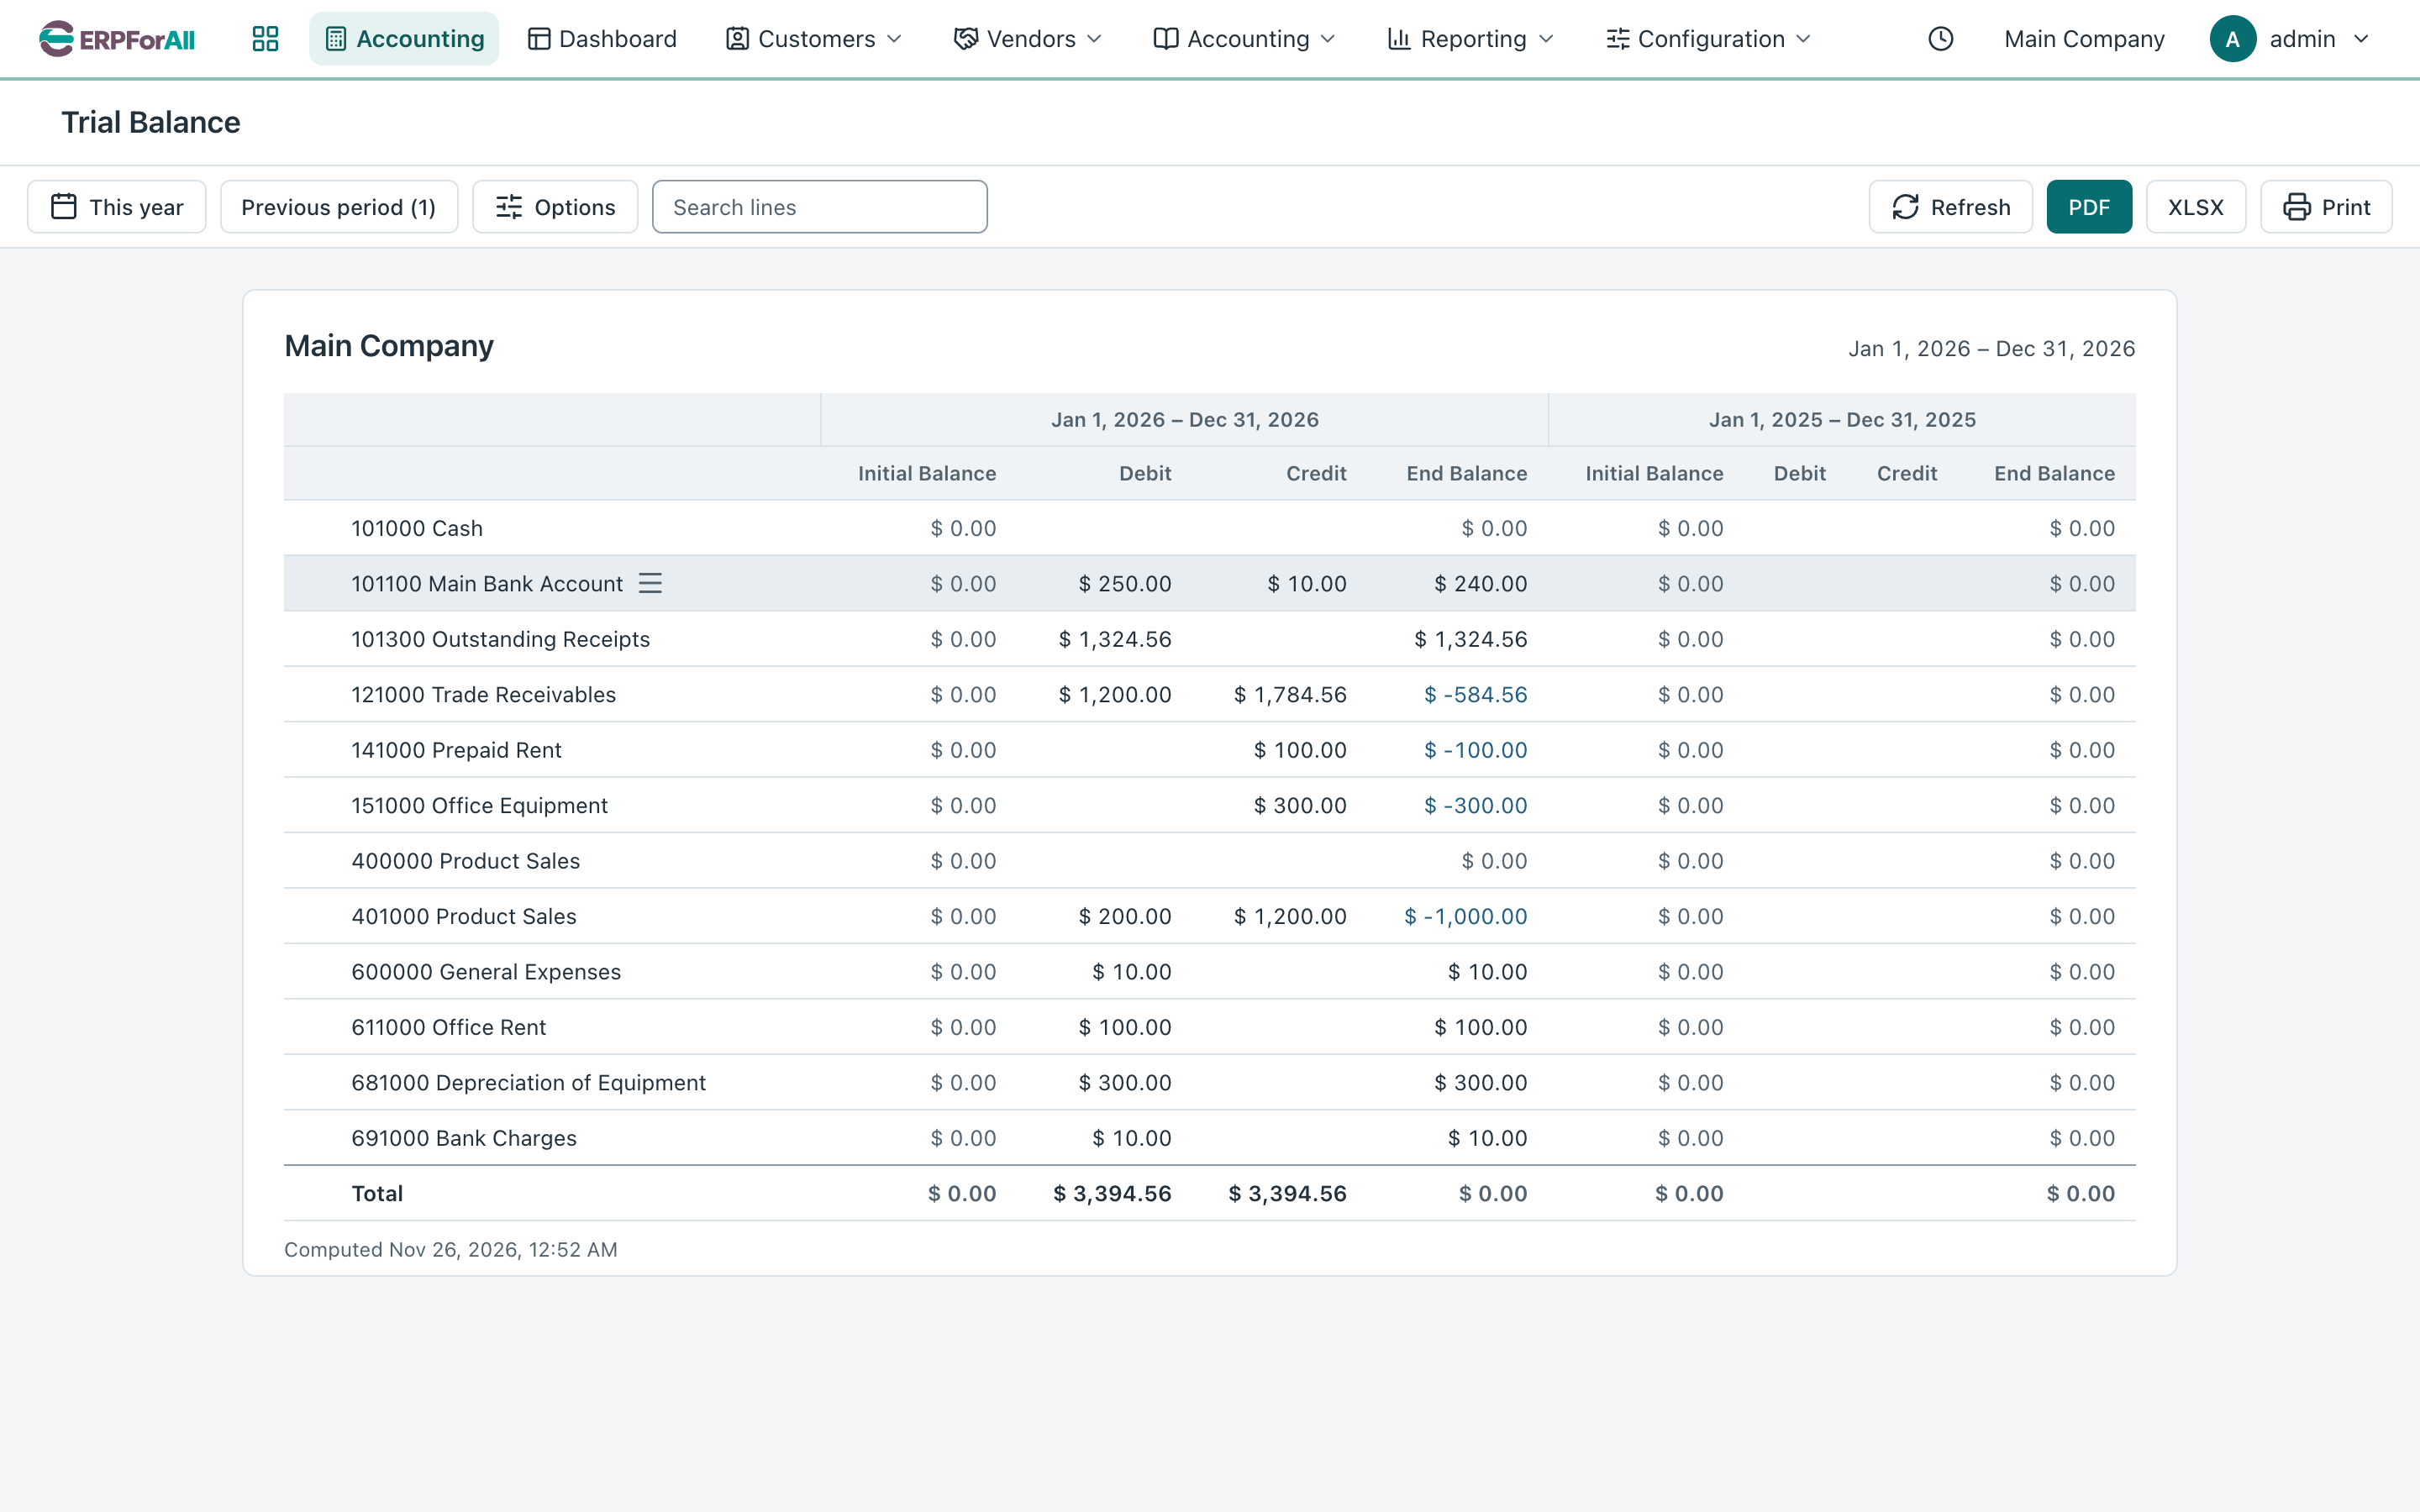 ERPForAll Accounting Dashboard Customers Vendors Accounting Reporting Configuration Main Company A admin
Trial Balance
This year Previous period (1) Options Search lines Refresh PDF XLSX Print
Main Company Jan 1, 2026 – Dec 31, 2026
Jan 1, 2026 – Dec 31, 2026 Jan 1, 2025 – Dec 31, 2025
Initial Balance Debit Credit End Balance Initial Balance Debit Credit End Balance
101000 Cash $ 0.00 $ 0.00 $ 0.00 $ 0.00
101100 Main Bank Account $ 0.00 $ 250.00 $ 10.00 $ 240.00 $ 0.00 $ 0.00
101300 Outstanding Receipts $ 0.00 $ 1,324.56 $ 1,324.56 $ 0.00 $ 0.00
121000 Trade Receivables $ 0.00 $ 1,200.00 $ 1,784.56 $ -584.56 $ 0.00 $ 0.00
141000 Prepaid Rent $ 0.00 $ 100.00 $ -100.00 $ 0.00 $ 0.00
151000 Office Equipment $ 0.00 $ 300.00 $ -300.00 $ 0.00 $ 0.00
400000 Product Sales $ 0.00 $ 0.00 $ 0.00 $ 0.00
401000 Product Sales $ 0.00 $ 200.00 $ 1,200.00 $ -1,000.00 $ 0.00 $ 0.00
600000 General Expenses $ 0.00 $ 10.00 $ 10.00 $ 0.00 $ 0.00
611000 Office Rent $ 0.00 $ 100.00 $ 100.00 $ 0.00 $ 0.00
681000 Depreciation of Equipment $ 0.00 $ 300.00 $ 300.00 $ 0.00 $ 0.00
691000 Bank Charges $ 0.00 $ 10.00 $ 10.00 $ 0.00 $ 0.00
Total $ 0.00 $ 3,394.56 $ 3,394.56 $ 0.00 $ 0.00 $ 0.00
Computed Nov 26, 2026, 12:52 AM